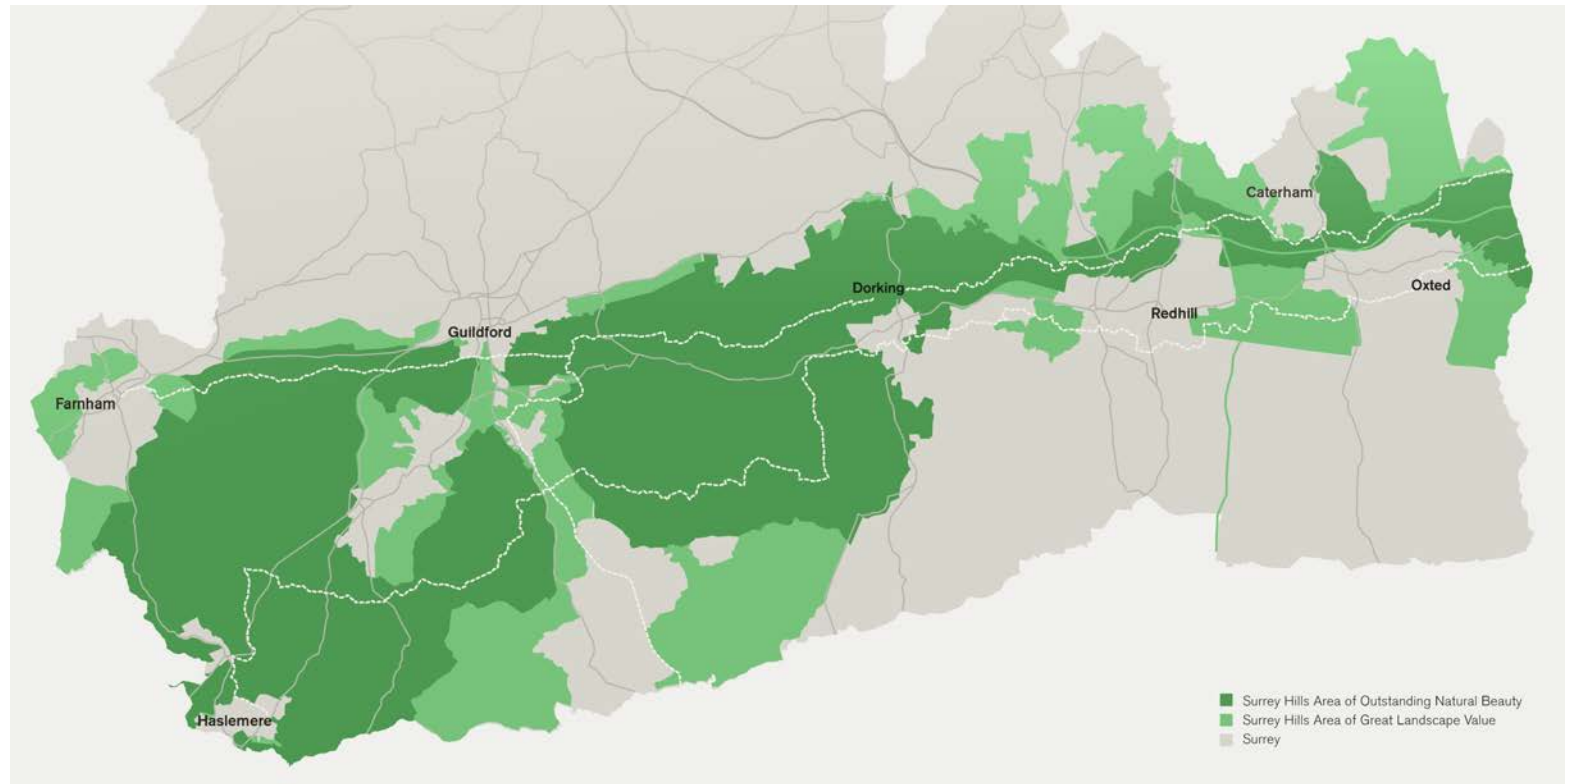 Caterham
Dorking
Oxted
Redhill
Guildford
Farnham
Haslemere
Surrey Hills Area of Outstanding Natural Beauty
Surrey Hills Area of Great Landscape Value
Surrey